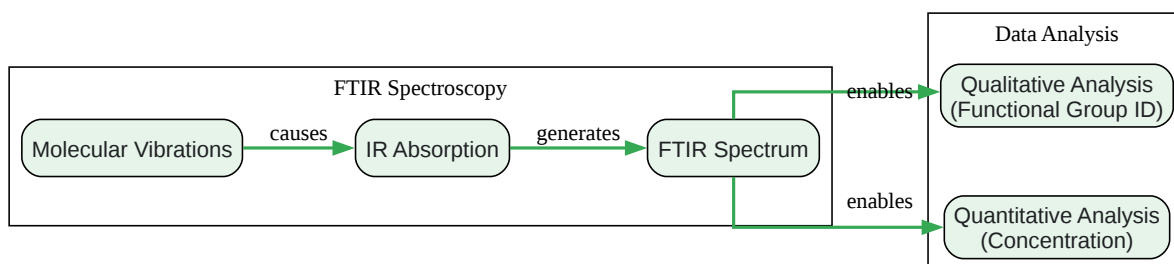 Data Analysis
FTIR Spectroscopy
Molecular Vibrations
causes
IR Absorption
generates
FTIR Spectrum
enables
Qualitative Analysis
(Functional Group ID)
enables
Quantitative Analysis
(Concentration)